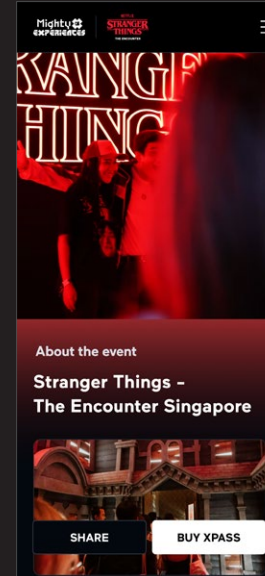 Mighty
EXPERIENCES
NETFLIX
STRANGER
THINGS
THE ENCOUNTER
RANGE
HING
About the event
Stranger Things -
The Encounter Singapore
SHARE
BUY XPASS